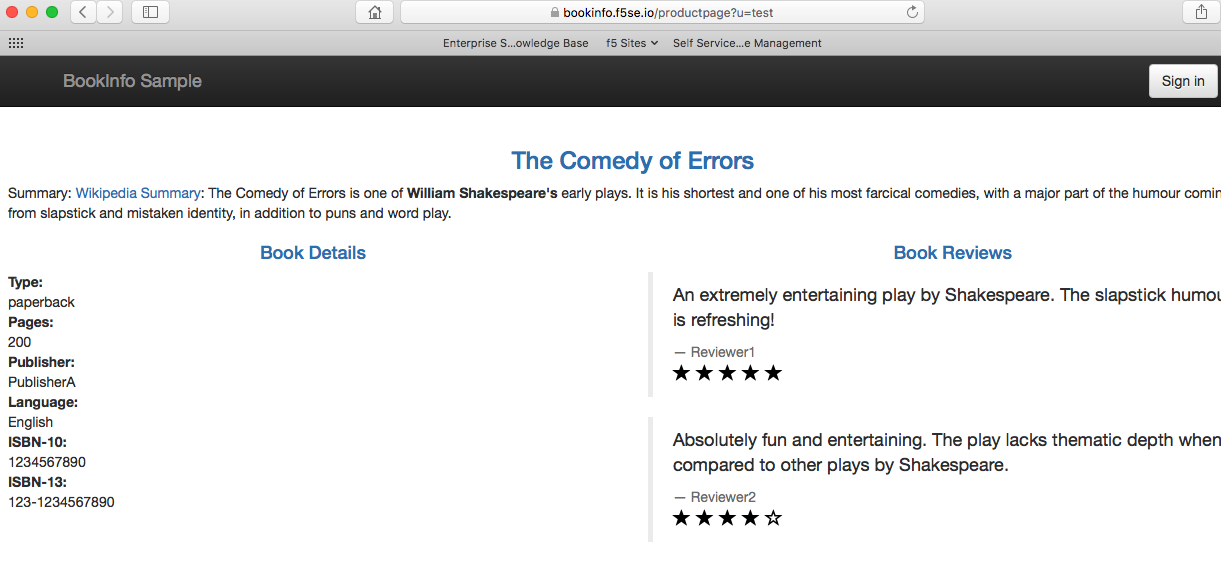 bookinfo.f5se.io/productpage?u=test
Enterprise S...owledge Base f5 Sites Self Service...e Management
BookInfo Sample
Sign in
The Comedy of Errors
Summary: Wikipedia Summary: The Comedy of Errors is one of William Shakespeare's early plays. It is his shortest and one of his most farcical comedies, with a major part of the humour
from slapstick and mistaken identity, in addition to puns and word play.
Book Details
Type:
paperback
Pages:
200
Publisher:
PublisherA
Language:
English
ISBN-10:
1234567890
ISBN-13:
123-1234567890
Book Reviews
An extremely entertaining play by Shakespeare. The slapstick
is refreshing!
— Reviewer1
Absolutely fun and entertaining. The play lacks thematic depth when
compared to other plays by Shakespeare.
— Reviewer2